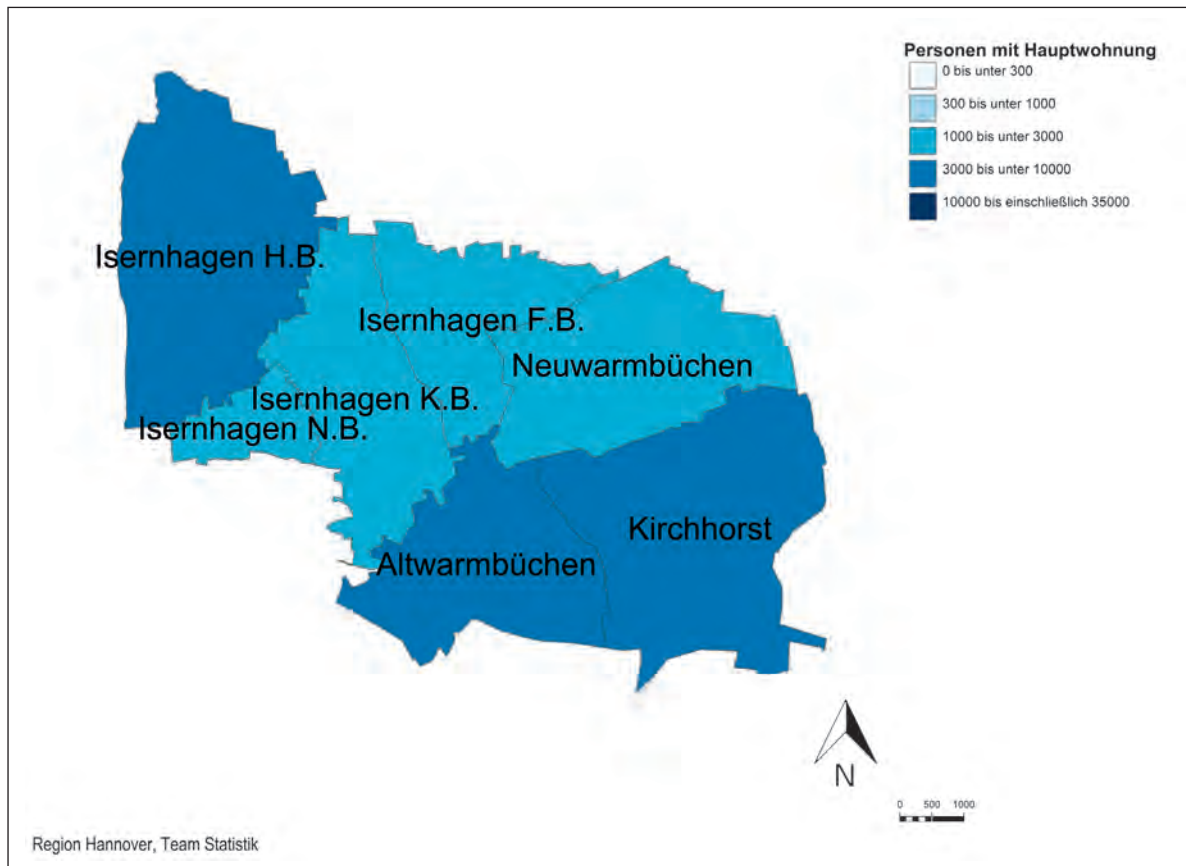 Personen mit Hauptwohnung
0 bis unter 300
300 bis unter 1000
1000 bis unter 3000
3000 bis unter 10000
10000 bis einschließlich 35000
Isernhagen H.B.
Isernhagen F.B.
Neuwarmbüchen
Isernhagen K.B.
Isernhagen N.B.
Kirchhorst
Altwarmbüchen
N
0 500 1000
Region Hannover, Team Statistik